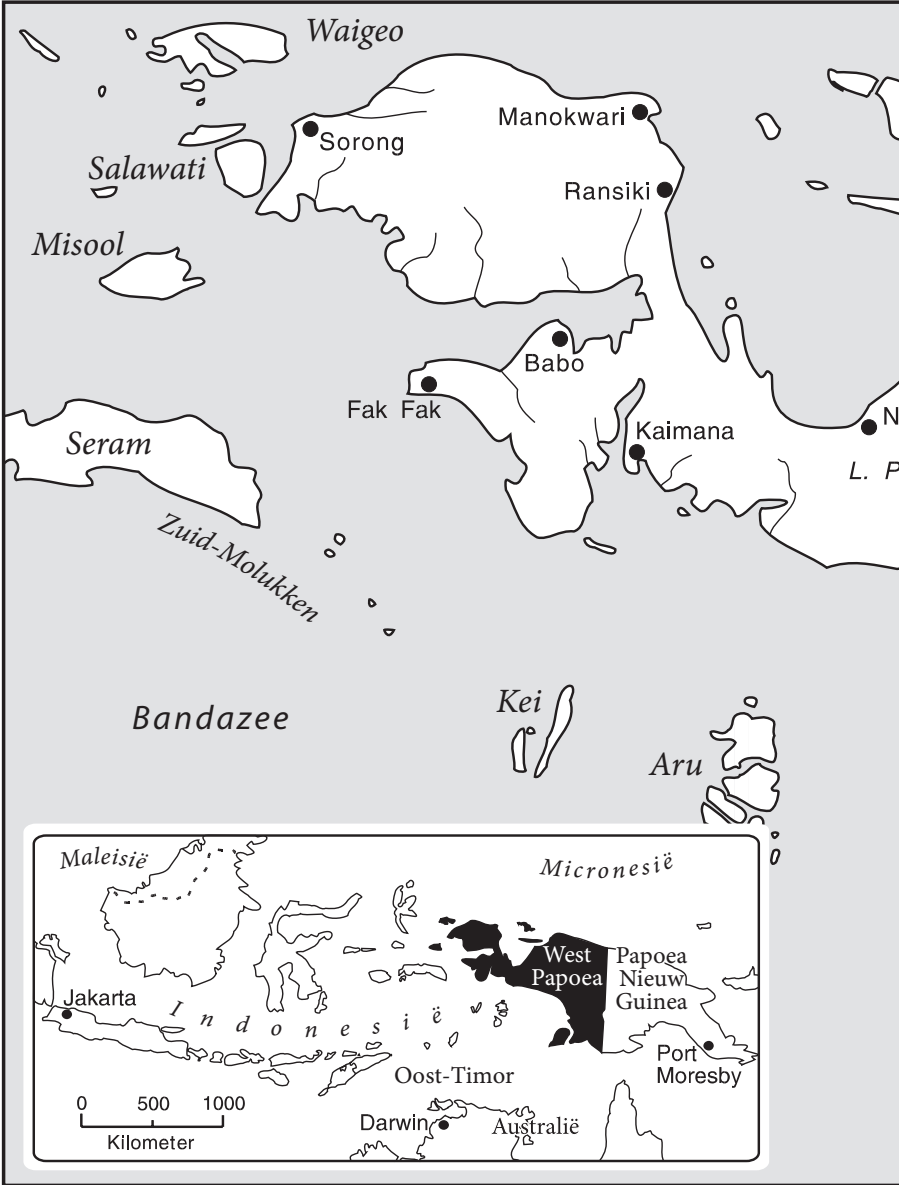 Waigeo
Manokwari
Sorong
Salawati
Ransiki
Misool
Babo
Fak Fak
Kaimana
N
Seram
L. P
Zuid-Molukken
Kei
Bandazee
Aru
Maleisië
Micronesië
West
Papoea
Papoea
Nieuw
Guinea
Jakarta
Indonesië
Port
Moresby
Oost-Timor
0 500 1000
Kilometer
Darwin
Australië